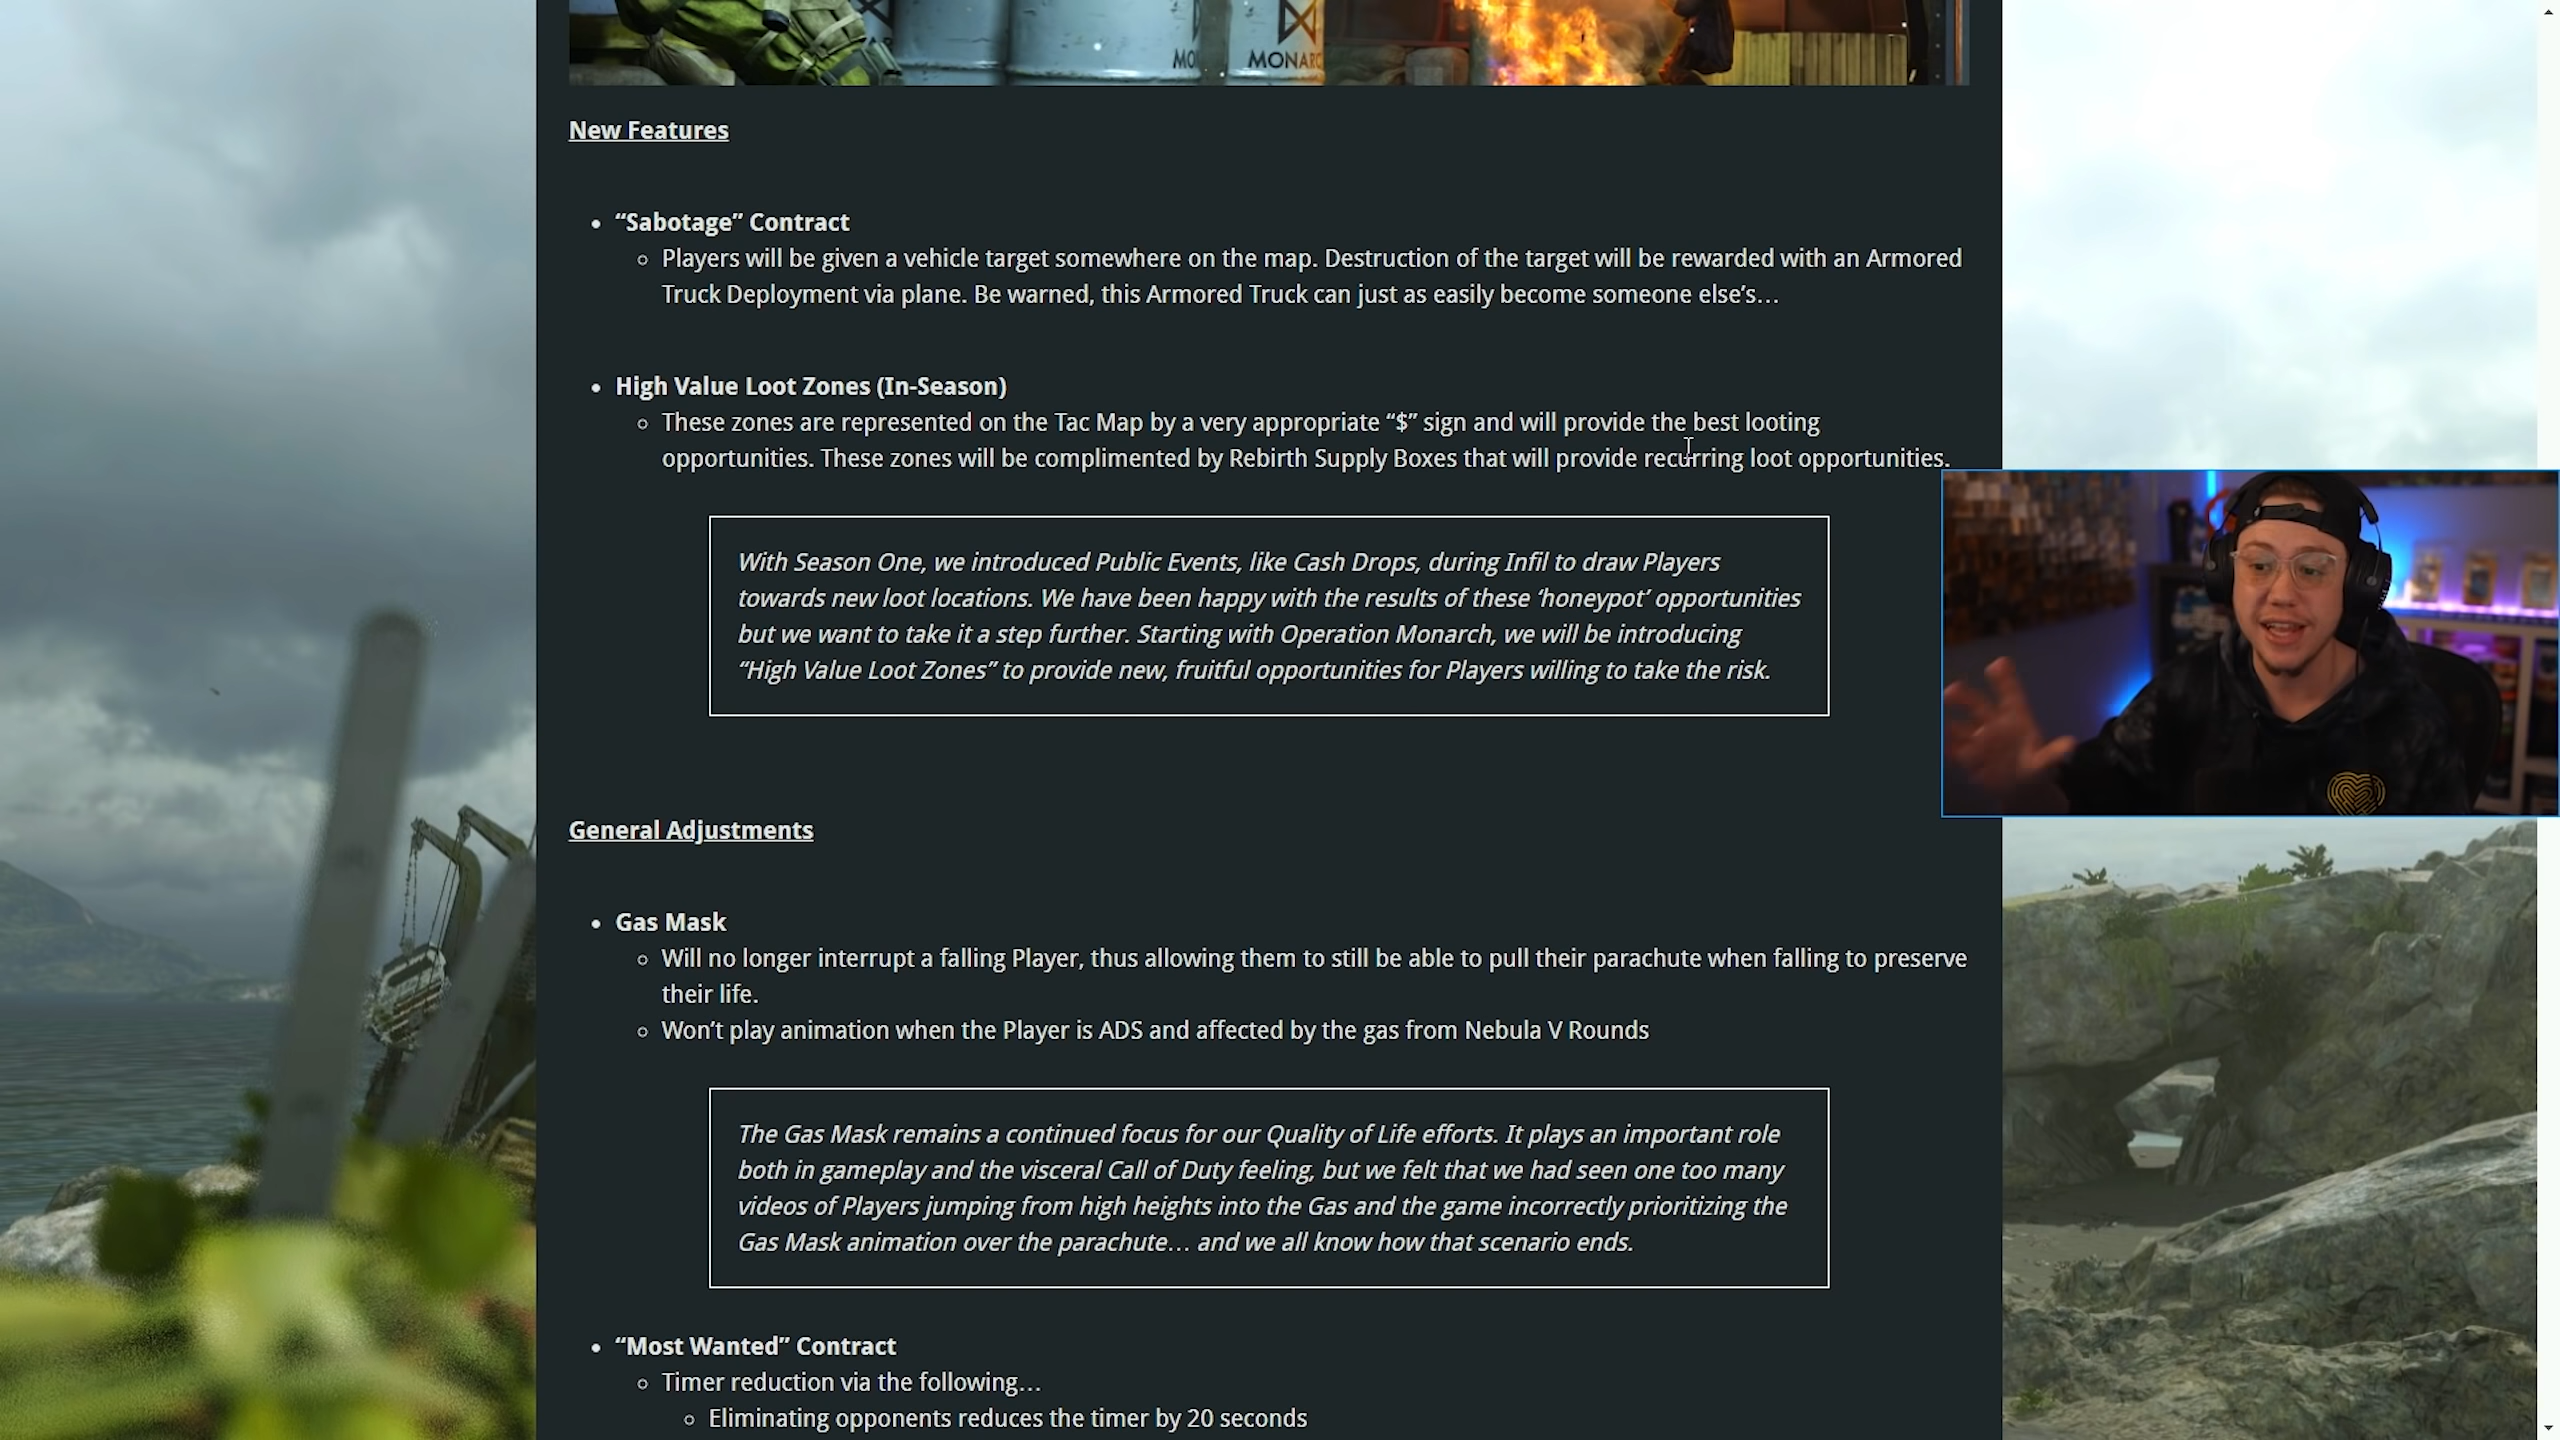 MONARC
New Features
“Sabotage” Contract
Players will be given a vehicle target somewhere on the map. Destruction of the target will be rewarded with an Armored
Truck Deployment via plane. Be warned, this Armored Truck can just as easily become someone else’s…
High Value Loot Zones (In-Season)
These zones are represented on the Tac Map by a very appropriate “$” sign and will provide the best looting
opportunities. These zones will be complimented by Rebirth Supply Boxes that will provide recurring loot opportunities.
With Season One, we introduced Public Events, like Cash Drops, during Infil to draw Players
towards new loot locations. We have been happy with the results of these ‘honeypot’ opportunities
but we want to take it a step further. Starting with Operation Monarch, we will be introducing
“High Value Loot Zones” to provide new, fruitful opportunities for Players willing to take the risk.
General Adjustments
Gas Mask
Will no longer interrupt a falling Player, thus allowing them to still be able to pull their parachute when falling to preserve
their life.
Won’t play animation when the Player is ADS and affected by the gas from Nebula V Rounds
The Gas Mask remains a continued focus for our Quality of Life efforts. It plays an important role
both in gameplay and the visceral Call of Duty feeling, but we felt that we had seen one too many
videos of Players jumping from high heights into the Gas and the game incorrectly prioritizing the
Gas Mask animation over the parachute… and we all know how that scenario ends.
“Most Wanted” Contract
Timer reduction via the following…
Eliminating opponents reduces the timer by 20 seconds